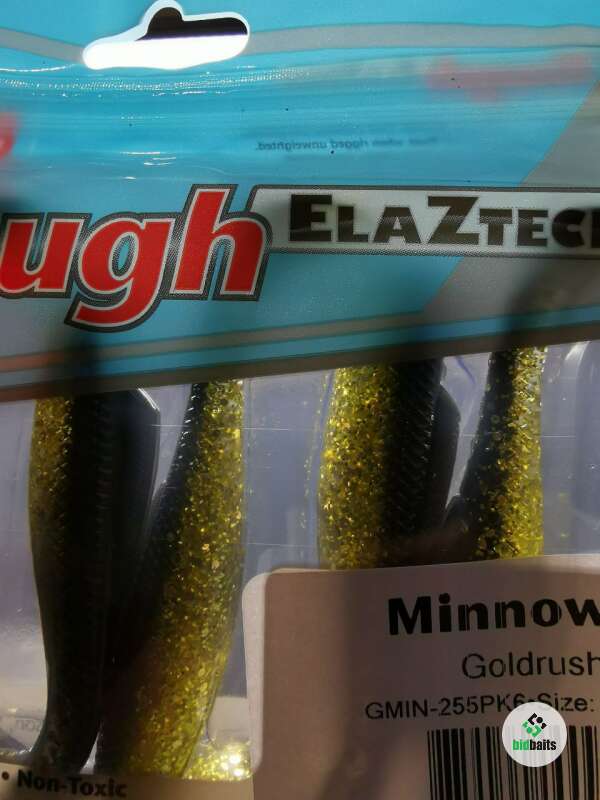 ugh ElaZtech
Minnow
Goldrush
GMIN-255PK6 Size:
bidbaits
• Non-Toxic